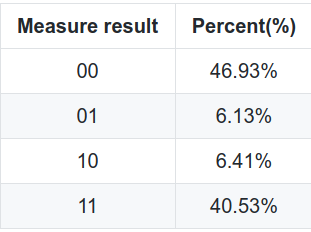 Measure result Percent(%)
00 46.93%
01 6.13%
10 6.41%
11 40.53%